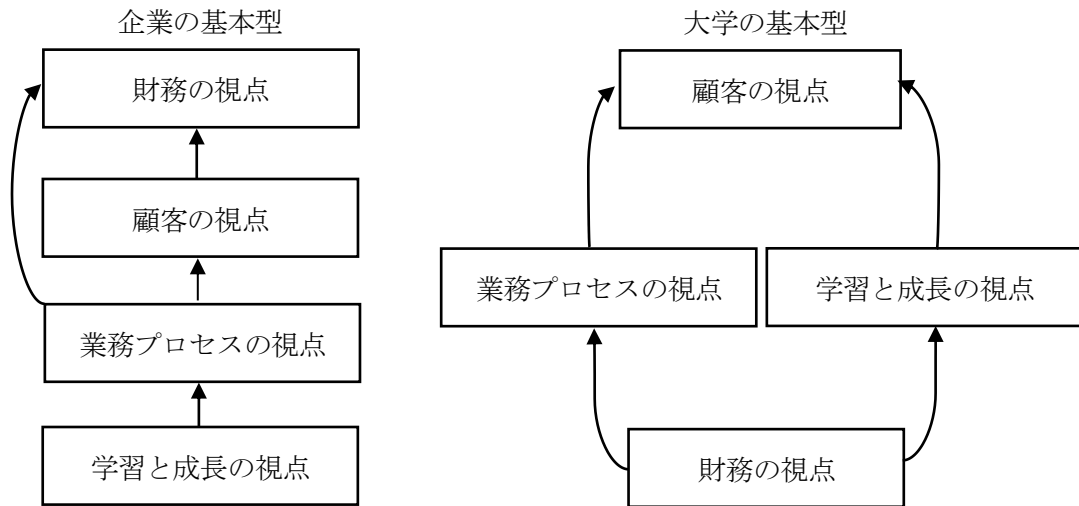 企業の基本型
財務の視点
顧客の視点
業務プロセスの視点
学習と成長の視点
大学の基本型
顧客の視点
業務プロセスの視点
学習と成長の視点
財務の視点